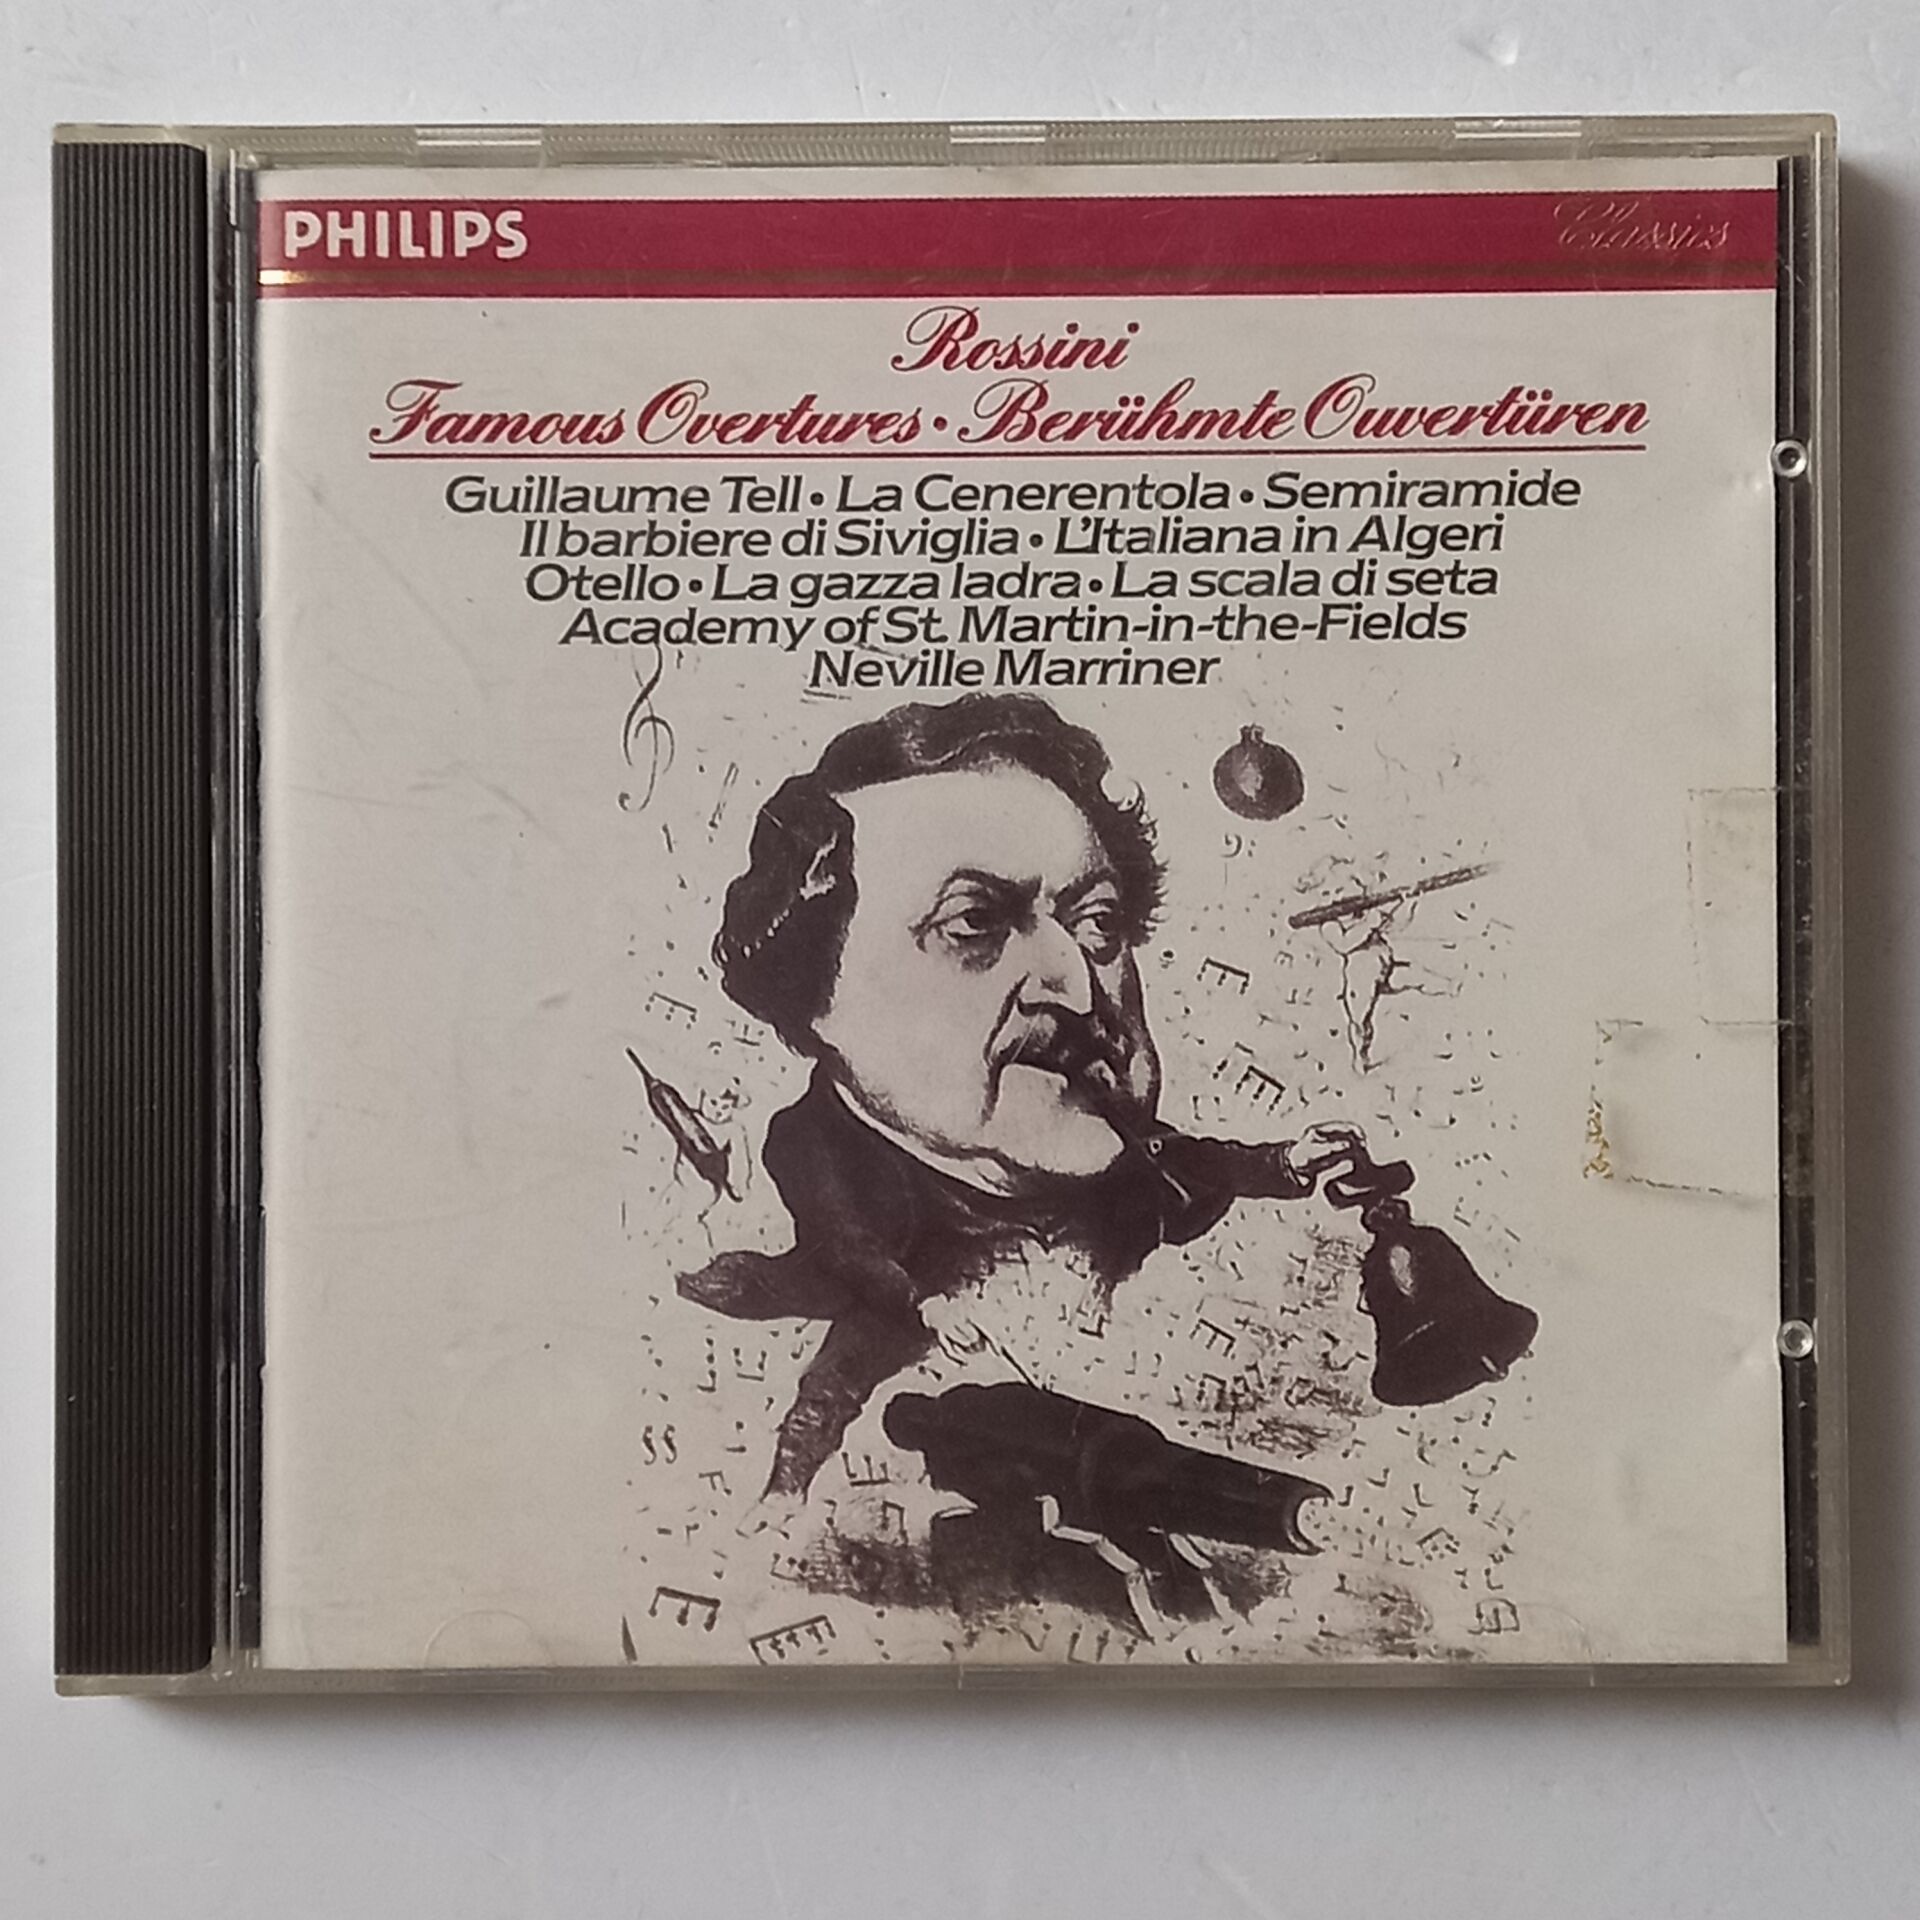 PHILIPS
Classics
Rossini
Famous Overtures • Berühmte Ouvertüren
Guillaume Tell • La Cenerentola • Semiramide
Il barbiere di Siviglia • L'Italiana in Algeri
Otello • La gazza ladra • La scala di seta
Academy of St. Martin-in-the-Fields
Neville Marriner